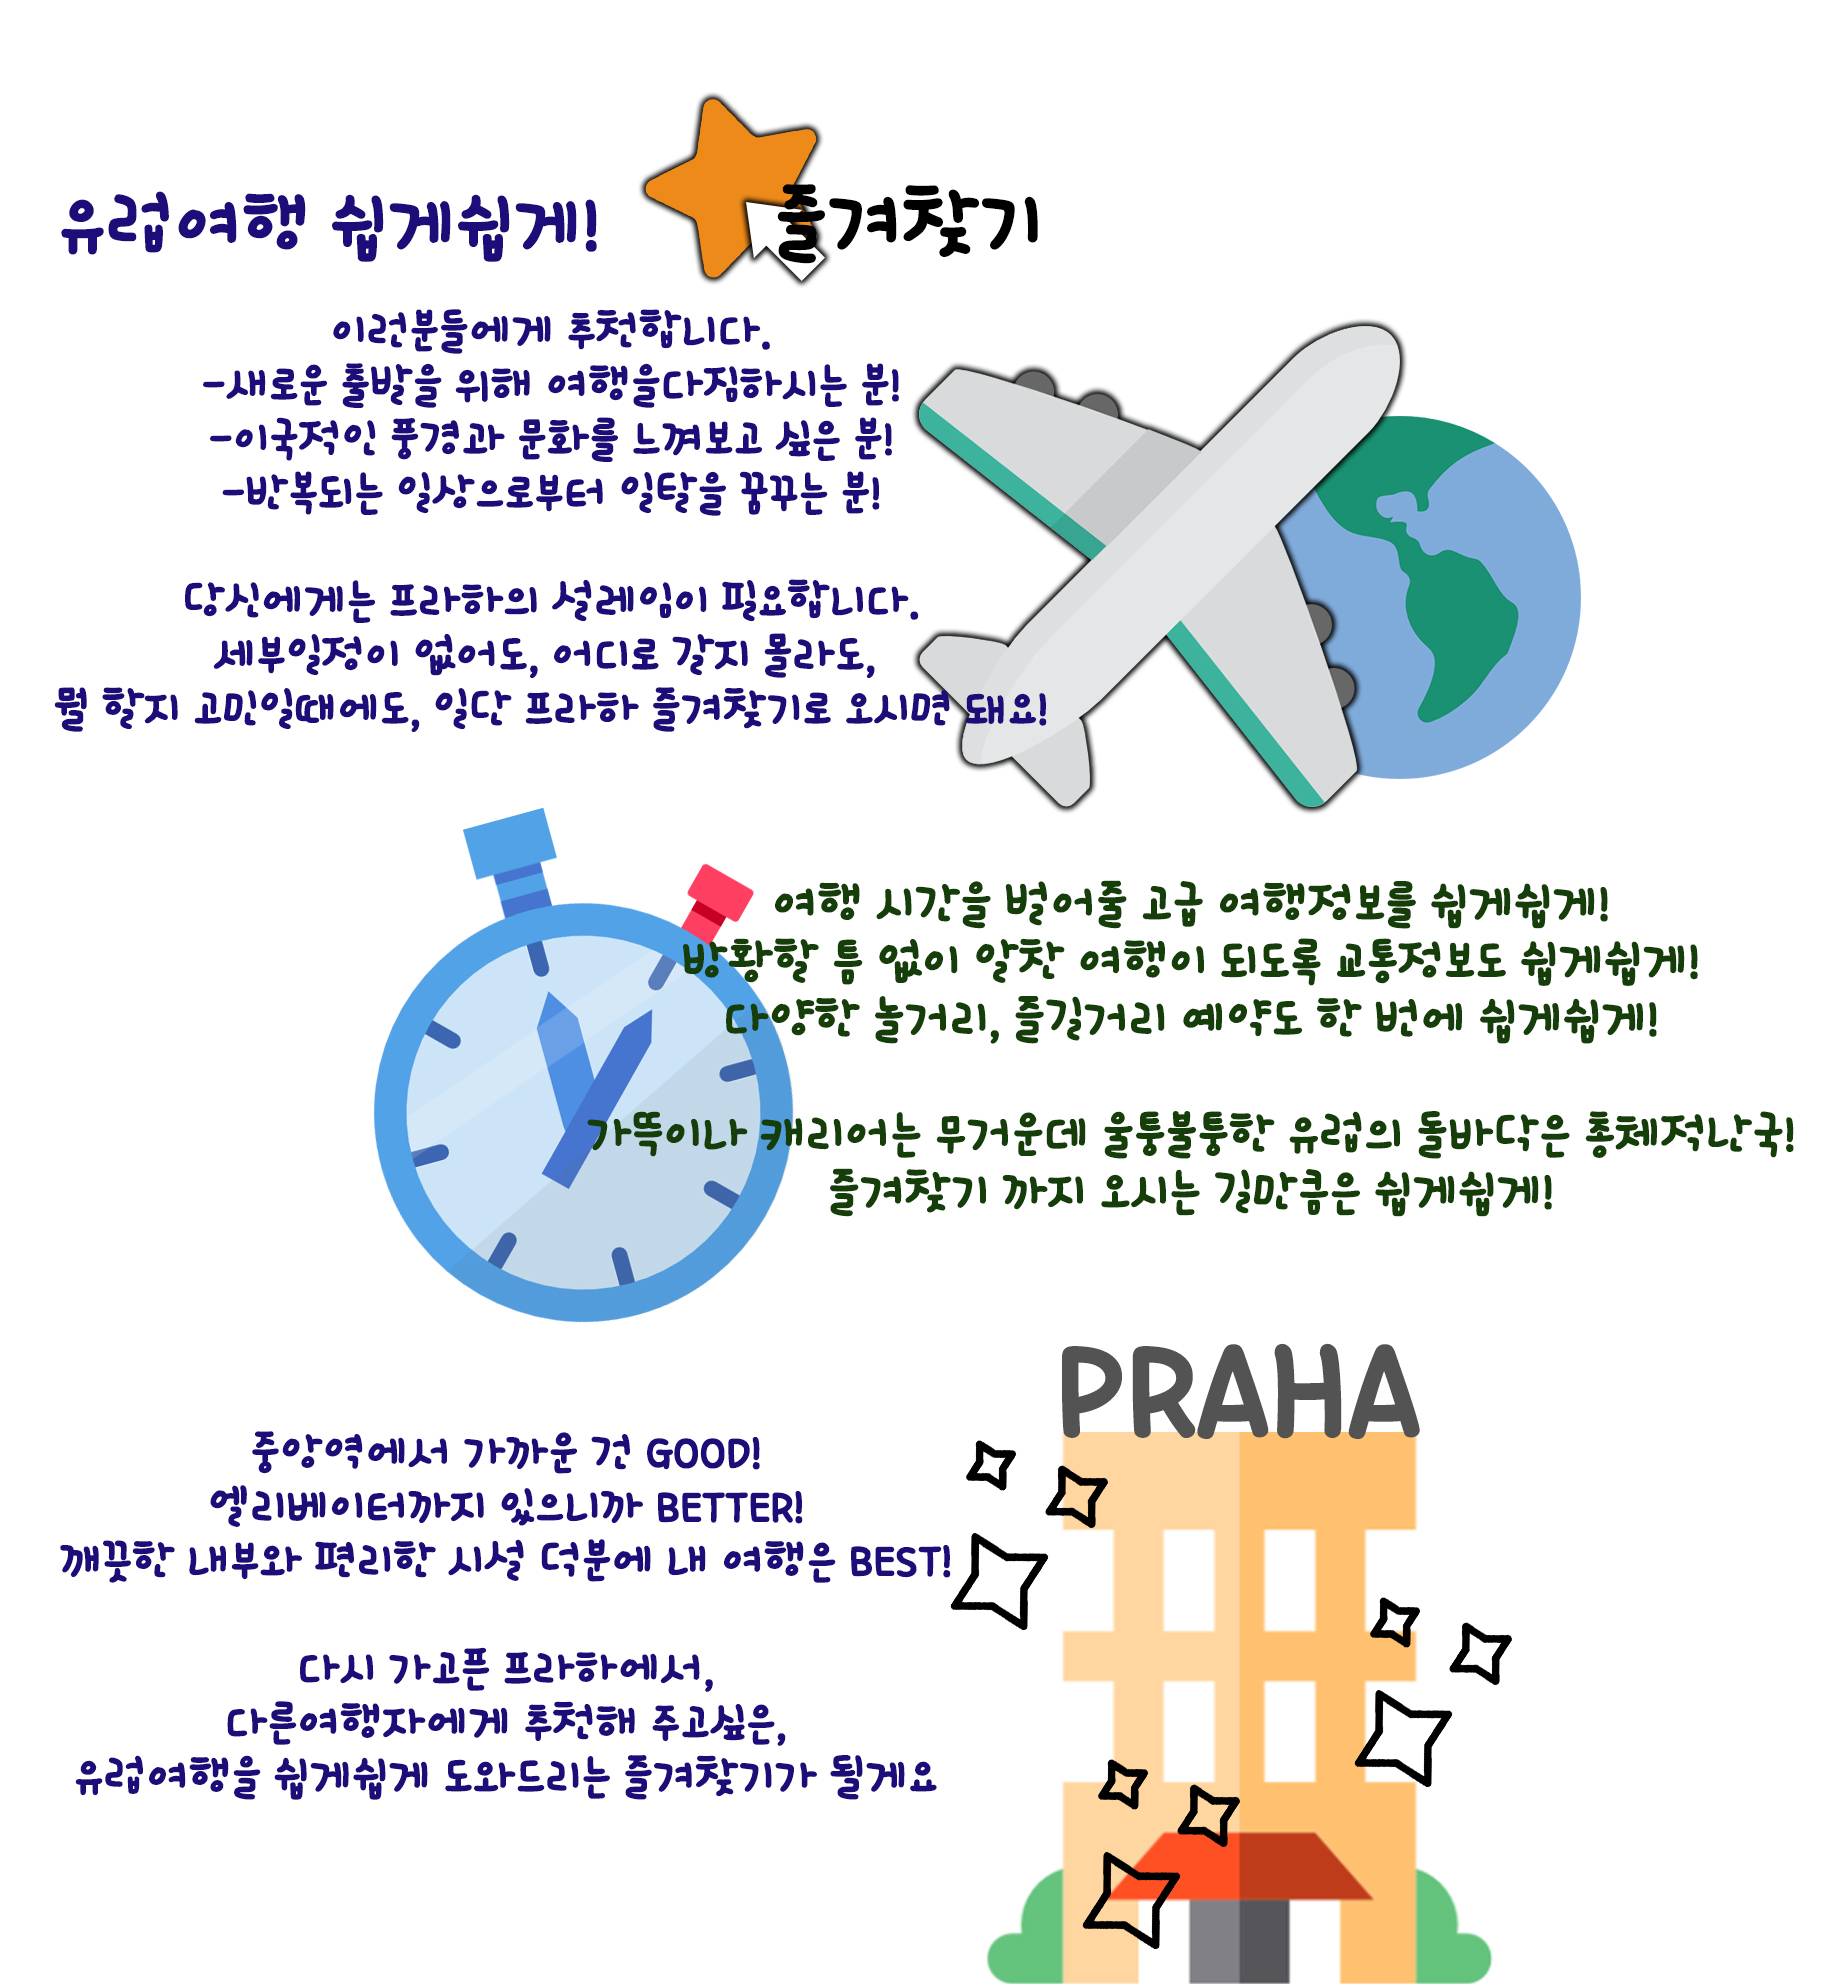 유럽여행 쉽게쉽게! 즐겨찾기
이런분들에게 추천합니다.
-새로운 출발을 위해 여행을다짐하시는 분!
-이국적인 풍경과 문화를 느껴보고 싶은 분!
-반복되는 일상으로부터 일탈을 꿈꾸는 분!
당신에게는 프라하의 설레임이 필요합니다.
세부일정이 없어도, 어디로 갈지 몰라도,
뭘 할지 고민일때에도, 일단 프라하 즐겨찾기로 오시면 돼요!
여행 시간을 벌어줄 고급 여행정보를 쉽게쉽게!
방황할 틈 없이 알찬 여행이 되도록 교통정보도 쉽게쉽게!
다양한 놀거리, 즐길거리 예약도 한 번에 쉽게쉽게!
가뜩이나 캐리어는 무거운데 울퉁불퉁한 유럽의 돌바닥은 총체적난국!
즐겨찾기 까지 오시는 길만큼은 쉽게쉽게!
PRAHA
중앙역에서 가까운 건 GOOD!
엘리베이터까지 있으니까 BETTER!
깨끗한 내부와 편리한 시설 덕분에 내 여행은 BEST!
다시 가고픈 프라하에서,
다른여행자에게 추천해 주고싶은,
유럽여행을 쉽게쉽게 도와드리는 즐겨찾기가 될게요